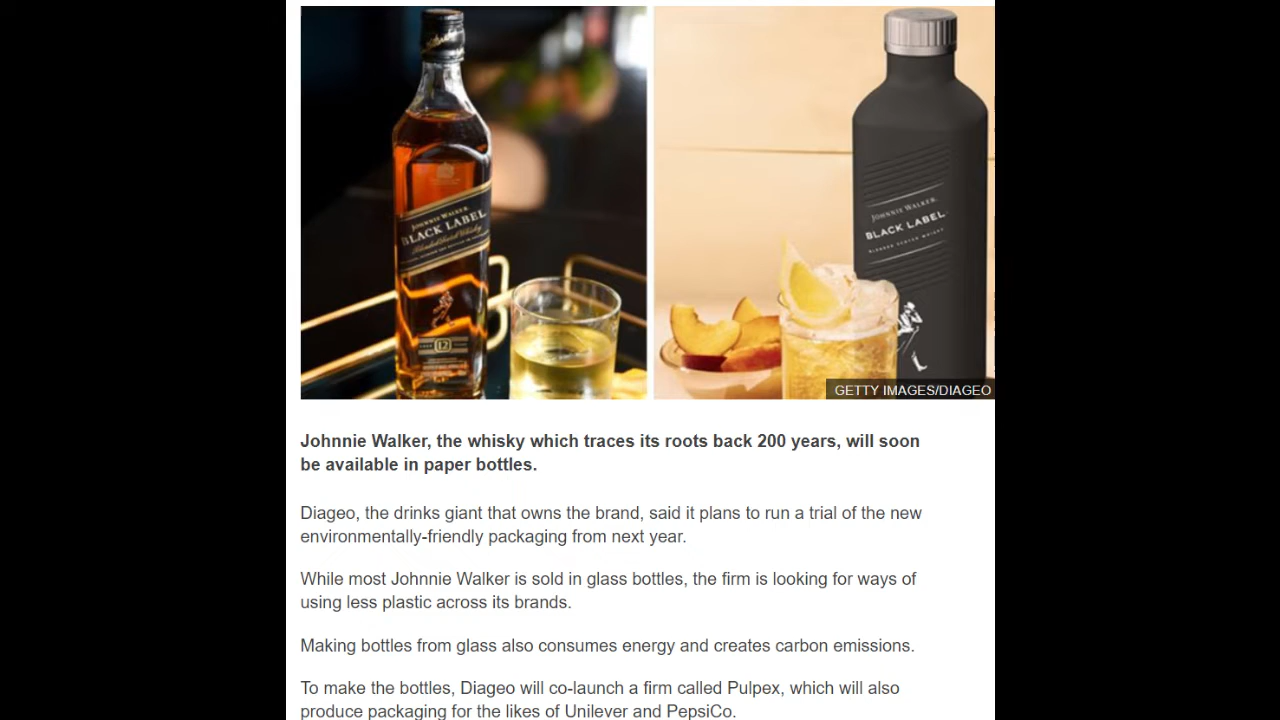 JOHNNIE WALKER.
BLACK LABEL
Blended Scotch Whisky
12
JOHNNIE WALKER.
BLACK LABEL
BLENDED SCOTCH WHISKY
GETTY IMAGES/DIAGEO
Johnnie Walker, the whisky which traces its roots back 200 years, will soon
be available in paper bottles.
Diageo, the drinks giant that owns the brand, said it plans to run a trial of the new
environmentally-friendly packaging from next year.
While most Johnnie Walker is sold in glass bottles, the firm is looking for ways of
using less plastic across its brands.
Making bottles from glass also consumes energy and creates carbon emissions.
To make the bottles, Diageo will co-launch a firm called Pulpex, which will also
produce packaging for the likes of Unilever and PepsiCo.